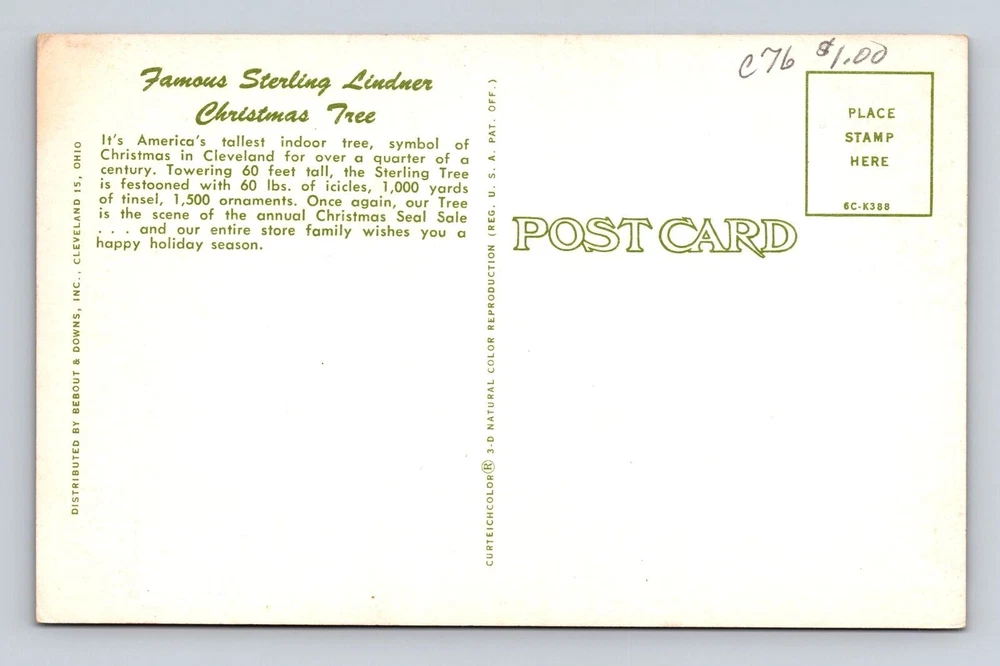 Famous Sterling Lindner
Christmas Tree
It's America's tallest indoor tree, symbol of
Christmas in Cleveland for over a quarter of a
century. Towering 60 feet tall, the Sterling Tree
is festooned with 60 lbs. of icicles, 1,000 yards
of tinsel, 1,500 ornaments. Once again, our Tree
is the scene of the annual Christmas Seal Sale
. . . and our entire store family wishes you a
happy holiday season.
DISTRIBUTED BY BEBOUT & DOWNS, INC., CLEVELAND 15, OHIO
CURTEICHCOLOR® 3-D NATURAL COLOR REPRODUCTION (REG. U. S. A. PAT. OFF.)
POST CARD
C76 $1.00
PLACE
STAMP
HERE
6C-K388